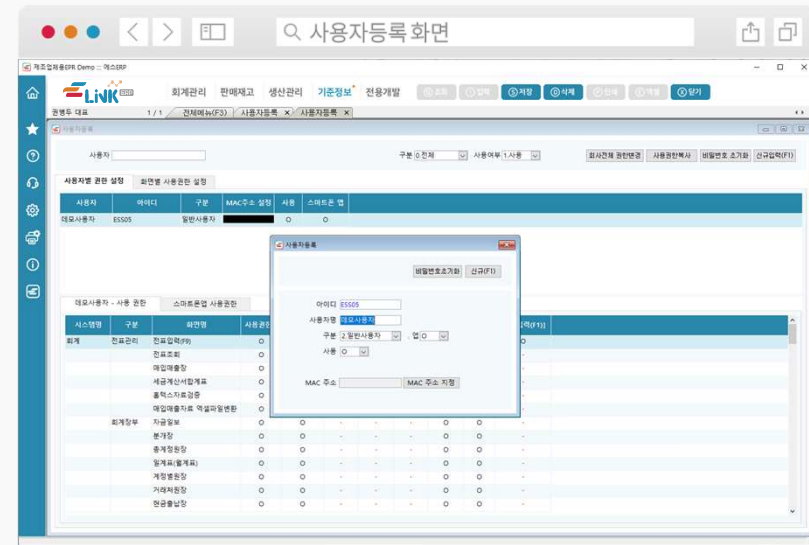 사용자등록화면
제조업체용EPR Demo ::: 에스ERP
ELiNK ERP 회계관리 판매재고 생산관리 기준정보 전용개발 저장 삭제 닫기
권병두 대표 1 / 1 전체메뉴(F3) 사용자등록 × 사용자등록 ×
사용자등록
사용자 구분 0.전체 사용여부 1.사용 회사전체 권한변경 사용권한복사 비밀번호 초기화 신규입력(F1)
사용자별 권한 설정 화면별 사용권한 설정
사용자 아이디 구분 MAC주소 설정 사용 스마트폰 앱
데모사용자 ESS05 일반사용자 O O
사용자등록
비밀번호초기화 신규(F1)
아이디 ESS05
사용자명 데모사용자
구분 2.일반사용자 앱 O
사용 O
MAC 주소 MAC 주소 지정
데모사용자 - 사용 권한 스마트폰앱 사용권한
시스템명 구분 화면명 사용권한
회계 전표관리 전표입력(F9) O O
전표조회 O -
매입매출장 O -
세금계산서합계표 O -
홈택스자료검증 O -
매입매출자료 엑셀파일변환 O -
회계장부 자금일보 O O - - - O O -
분개장 O O - - - O O -
총계정원장 O O - - - O O -
일계표(월계표) O O - - - O O -
계정별원장 O O - - - O O -
거래처원장 O O - - - O O -
현금출납장 O O - - - O O -